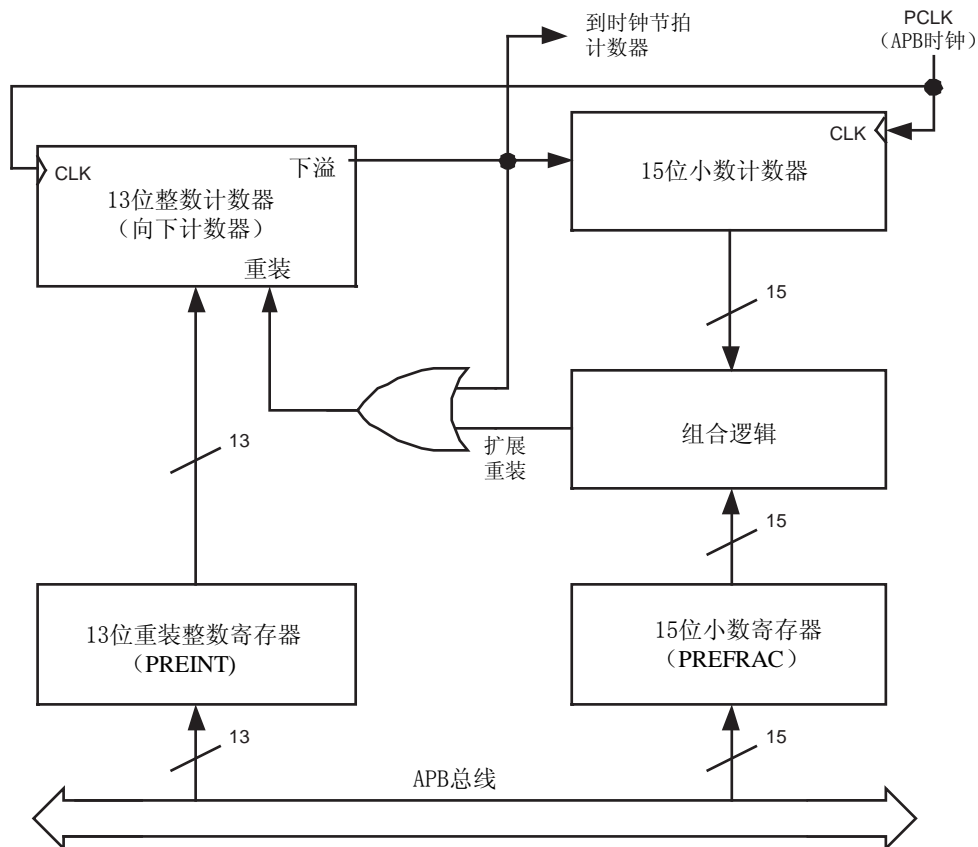 到时钟节拍
计数器
PCLK
（APB时钟）
CLK
下溢
CLK
13位整数计数器
（向下计数器）
重装
15位小数计数器
15
组合逻辑
扩展
重装
13
15
13位重装整数寄存器
（PREINT)
15位小数寄存器
（PREFRAC）
13
15
APB总线